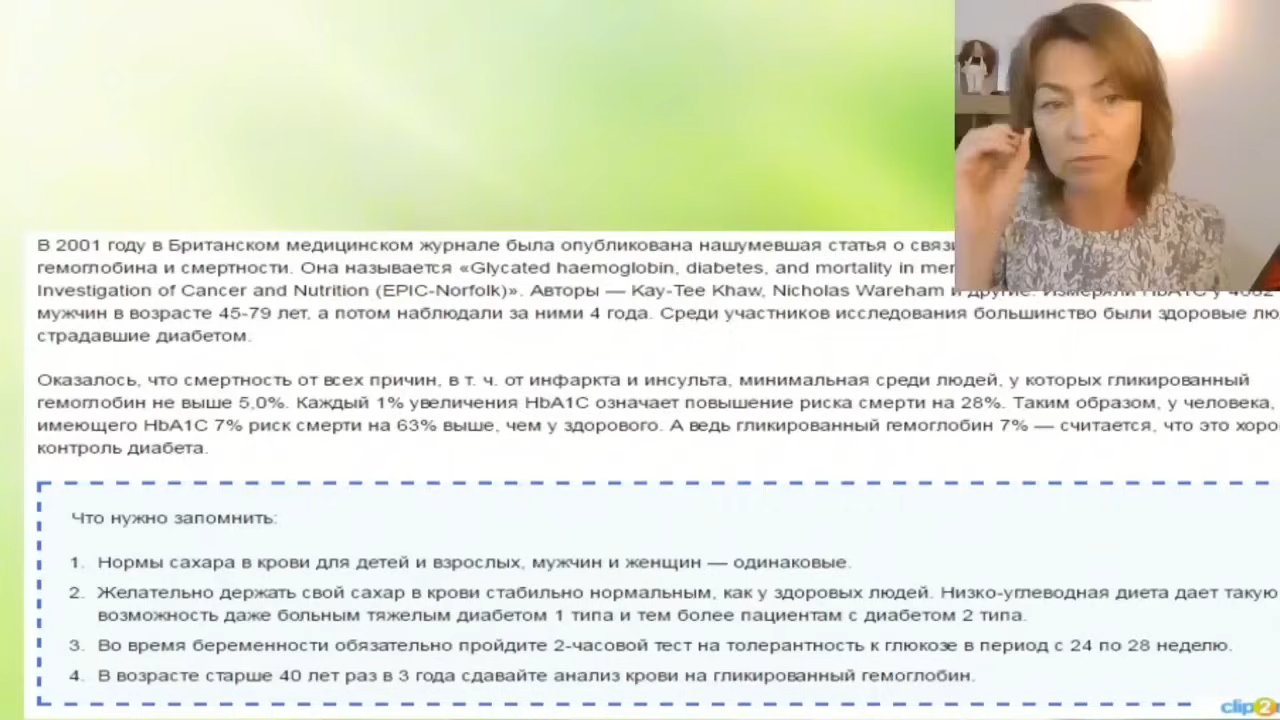 В 2001 году в Британском медицинском журнале была опубликована нашумевшая статья о связи
гемоглобина и смертности. Она называется «Glycated haemoglobin, diabetes, and mortality in men
Investigation of Cancer and Nutrition (EPIC-Norfolk)». Авторы — Kay-Tee Khaw, Nicholas Wareham и другие. Измеряли HbA1C у 4662
мужчин в возрасте 45-79 лет, а потом наблюдали за ними 4 года. Среди участников исследования большинство были здоровые
страдавшие диабетом.
Оказалось, что смертность от всех причин, в т. ч. от инфаркта и инсульта, минимальная среди людей, у которых гликированный
гемоглобин не выше 5,0%. Каждый 1% увеличения HbA1C означает повышение риска смерти на 28%. Таким образом, у человека,
имеющего HbA1C 7% риск смерти на 63% выше, чем у здорового. А ведь гликированный гемоглобин 7% — считается, что это
контроль диабета.
Что нужно запомнить:
1. Нормы сахара в крови для детей и взрослых, мужчин и женщин — одинаковые.
2. Желательно держать свой сахар в крови стабильно нормальным, как у здоровых людей. Низко-углеводная диета дает такую
возможность даже больным тяжелым диабетом 1 типа и тем более пациентам с диабетом 2 типа.
3. Во время беременности обязательно пройдите 2-часовой тест на толерантность к глюкозе в период с 24 по 28 неделю.
4. В возрасте старше 40 лет раз в 3 года сдавайте анализ крови на гликированный гемоглобин.
clip2